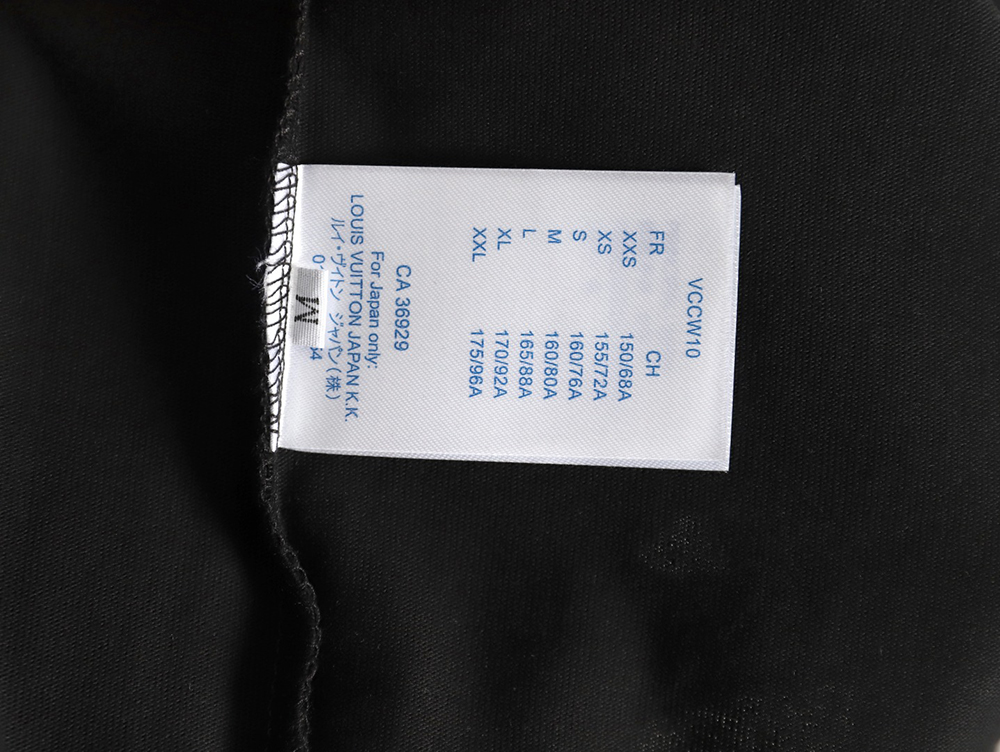 VCCW10
FR CH
XXS 150/68A
XS 155/72A
S 160/76A
M 160/80A
L 165/88A
XL 170/92A
XXL 175/96A
CA 36929
For Japan only:
LOUIS VUITTON JAPAN K.K.
ルイ・ヴィトン ジャパン(株)
M